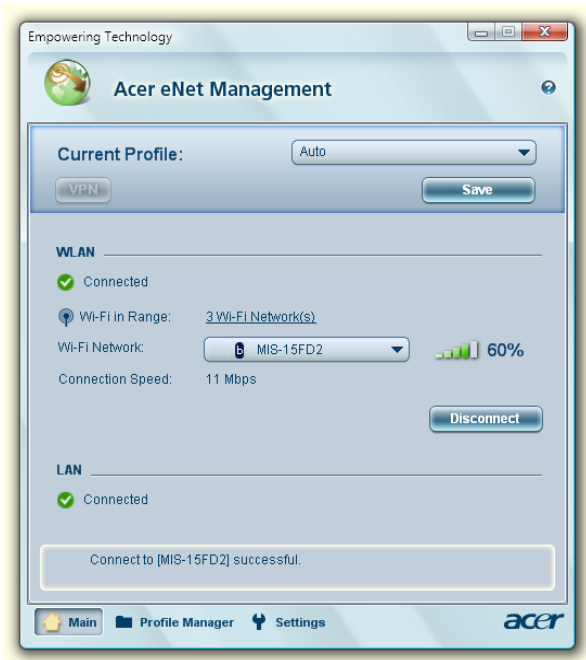 Empowering Technology
Acer eNet Management
Current Profile: Auto
VPN Save
WLAN
Connected
Wi-Fi in Range: 3 Wi-Fi Network(s)
Wi-Fi Network: b MIS-15FD2 60%
Connection Speed: 11 Mbps
Disconnect
LAN
Connected
Connect to [MIS-15FD2] successful.
Main Profile Manager Settings acer